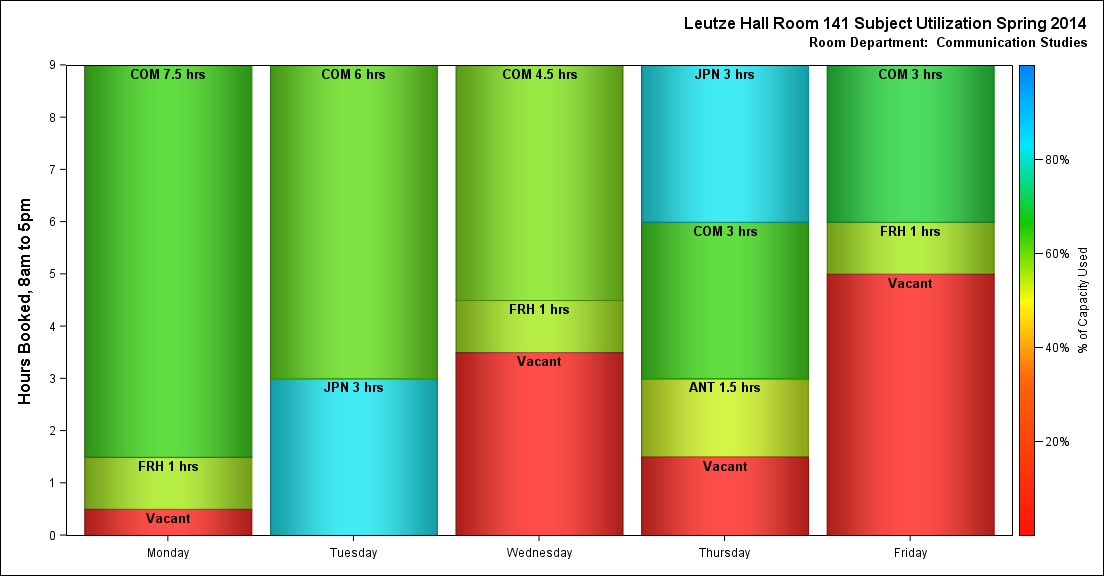 Leutze Hall Room 141 Subject Utilization Spring 2014
Room Department: Communication Studies
Hours Booked, 8am to 5pm
9
8
7
6
5
4
3
2
1
0
COM 7.5 hrs
FRH 1 hrs
Vacant
COM 6 hrs
JPN 3 hrs
COM 4.5 hrs
FRH 1 hrs
Vacant
JPN 3 hrs
COM 3 hrs
ANT 1.5 hrs
Vacant
COM 3 hrs
FRH 1 hrs
Vacant
Monday
Tuesday
Wednesday
Thursday
Friday
80%
60%
40%
20%
% of Capacity Used